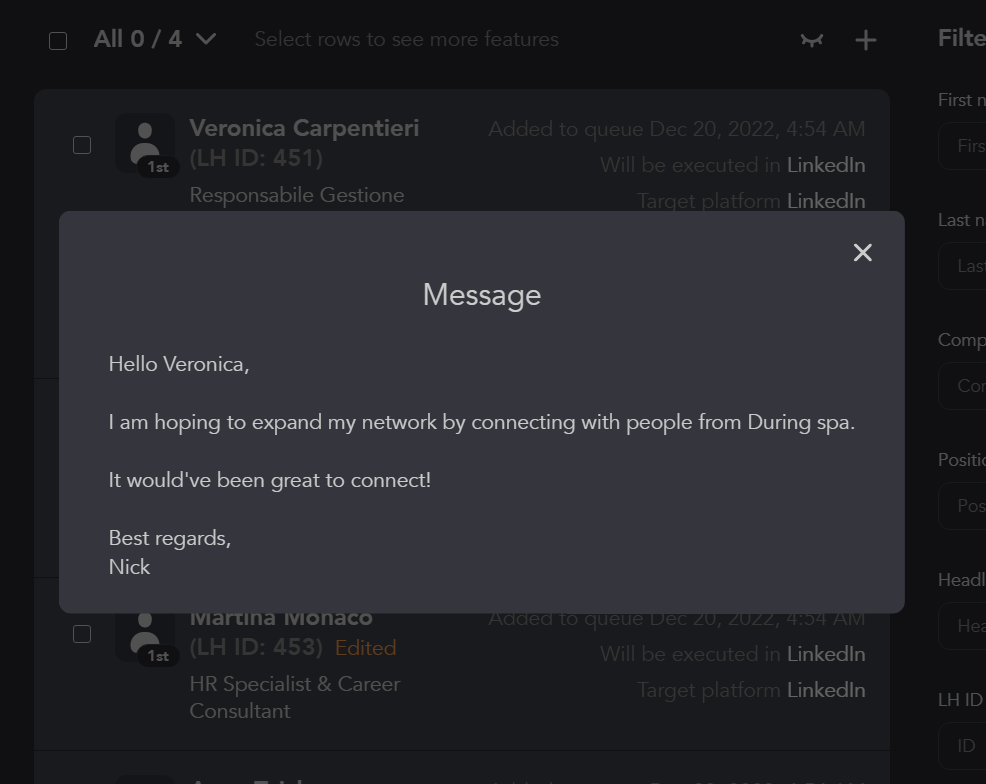 All 0 / 4
Select rows to see more features
Filte
Veronica Carpentieri
(LH ID: 451)
1st
Responsabile Gestione
Added to queue Dec 20, 2022, 4:54 AM
Will be executed in LinkedIn
Target platform LinkedIn
First n
Firs
Last n
Last
Comp
Con
Positio
Pos
Headl
Hea
LH ID
ID
Message
Hello Veronica,
I am hoping to expand my network by connecting with people from During spa.
It would've been great to connect!
Best regards,
Nick
Martina Monaco
(LH ID: 453) Edited
1st
HR Specialist & Career
Consultant
Added to queue Dec 20, 2022, 4:54 AM
Will be executed in LinkedIn
Target platform LinkedIn